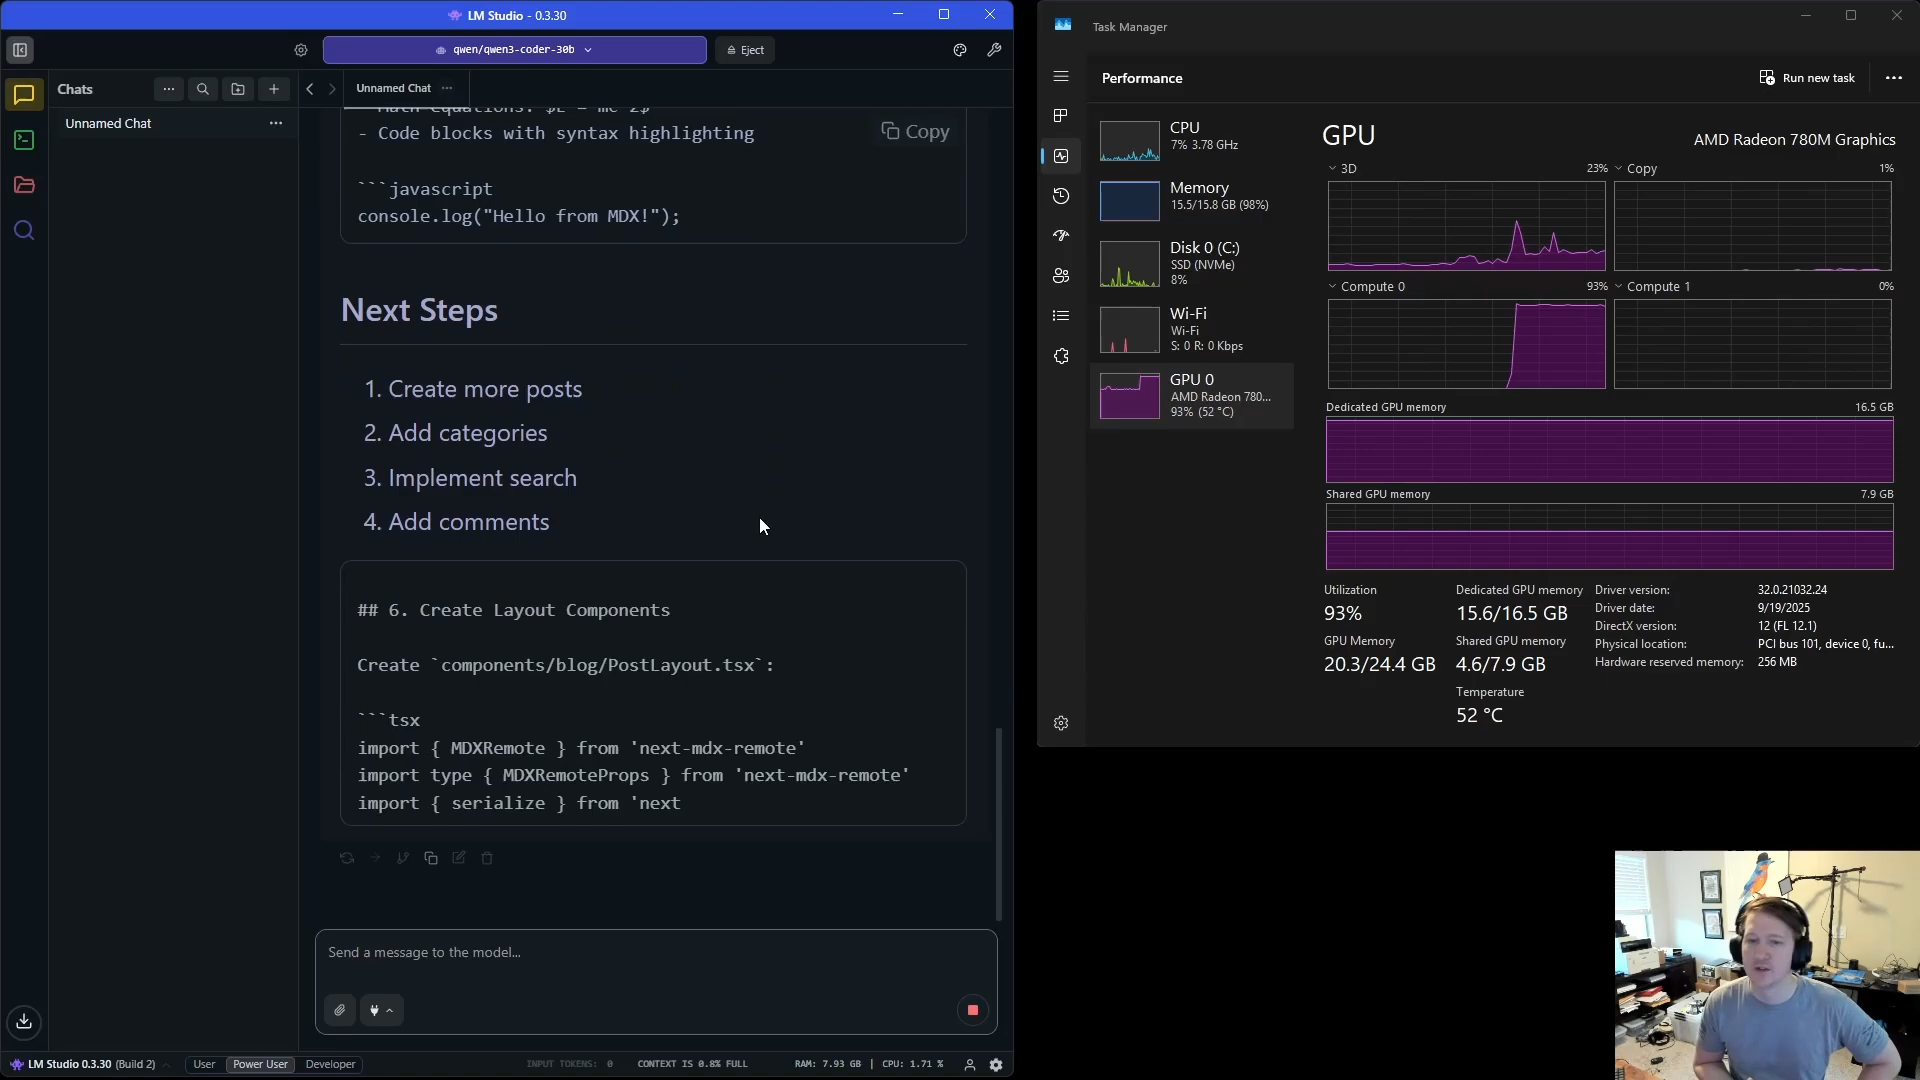 LM Studio - 0.3.30
qwen/qwen3-coder-30b
Eject
Chats
Unnamed Chat
Unnamed Chat
- Code blocks with syntax highlighting
Copy
```javascript
console.log("Hello from MDX!");
Next Steps
1. Create more posts
2. Add categories
3. Implement search
4. Add comments
## 6. Create Layout Components
Create `components/blog/PostLayout.tsx`:
```tsx
import { MDXRemote } from 'next-mdx-remote'
import type { MDXRemoteProps } from 'next-mdx-remote'
import { serialize } from 'next
Send a message to the model...
LM Studio 0.3.30 (Build 2)
User
Power User
Developer
INPUT TOKENS: 0
CONTEXT IS 0.8% FULL
RAM: 7.93 GB | CPU: 1.71 %
Task Manager
Performance
Run new task
CPU
7% 3.78 GHz
Memory
15.5/15.8 GB (98%)
Disk 0 (C:)
SSD (NVMe)
8%
Wi-Fi
Wi-Fi
S: 0 R: 0 Kbps
GPU 0
AMD Radeon 780...
93% (52 °C)
GPU
AMD Radeon 780M Graphics
3D 23%
Copy 1%
Compute 0 93%
Compute 1 0%
Dedicated GPU memory 16.5 GB
Shared GPU memory 7.9 GB
Utilization
93%
Dedicated GPU memory
15.6/16.5 GB
GPU Memory
20.3/24.4 GB
Shared GPU memory
4.6/7.9 GB
Temperature
52 °C
Driver version: 32.0.21032.24
Driver date: 9/19/2025
DirectX version: 12 (FL 12.1)
Physical location: PCI bus 101, device 0, fu...
Hardware reserved memory: 256 MB